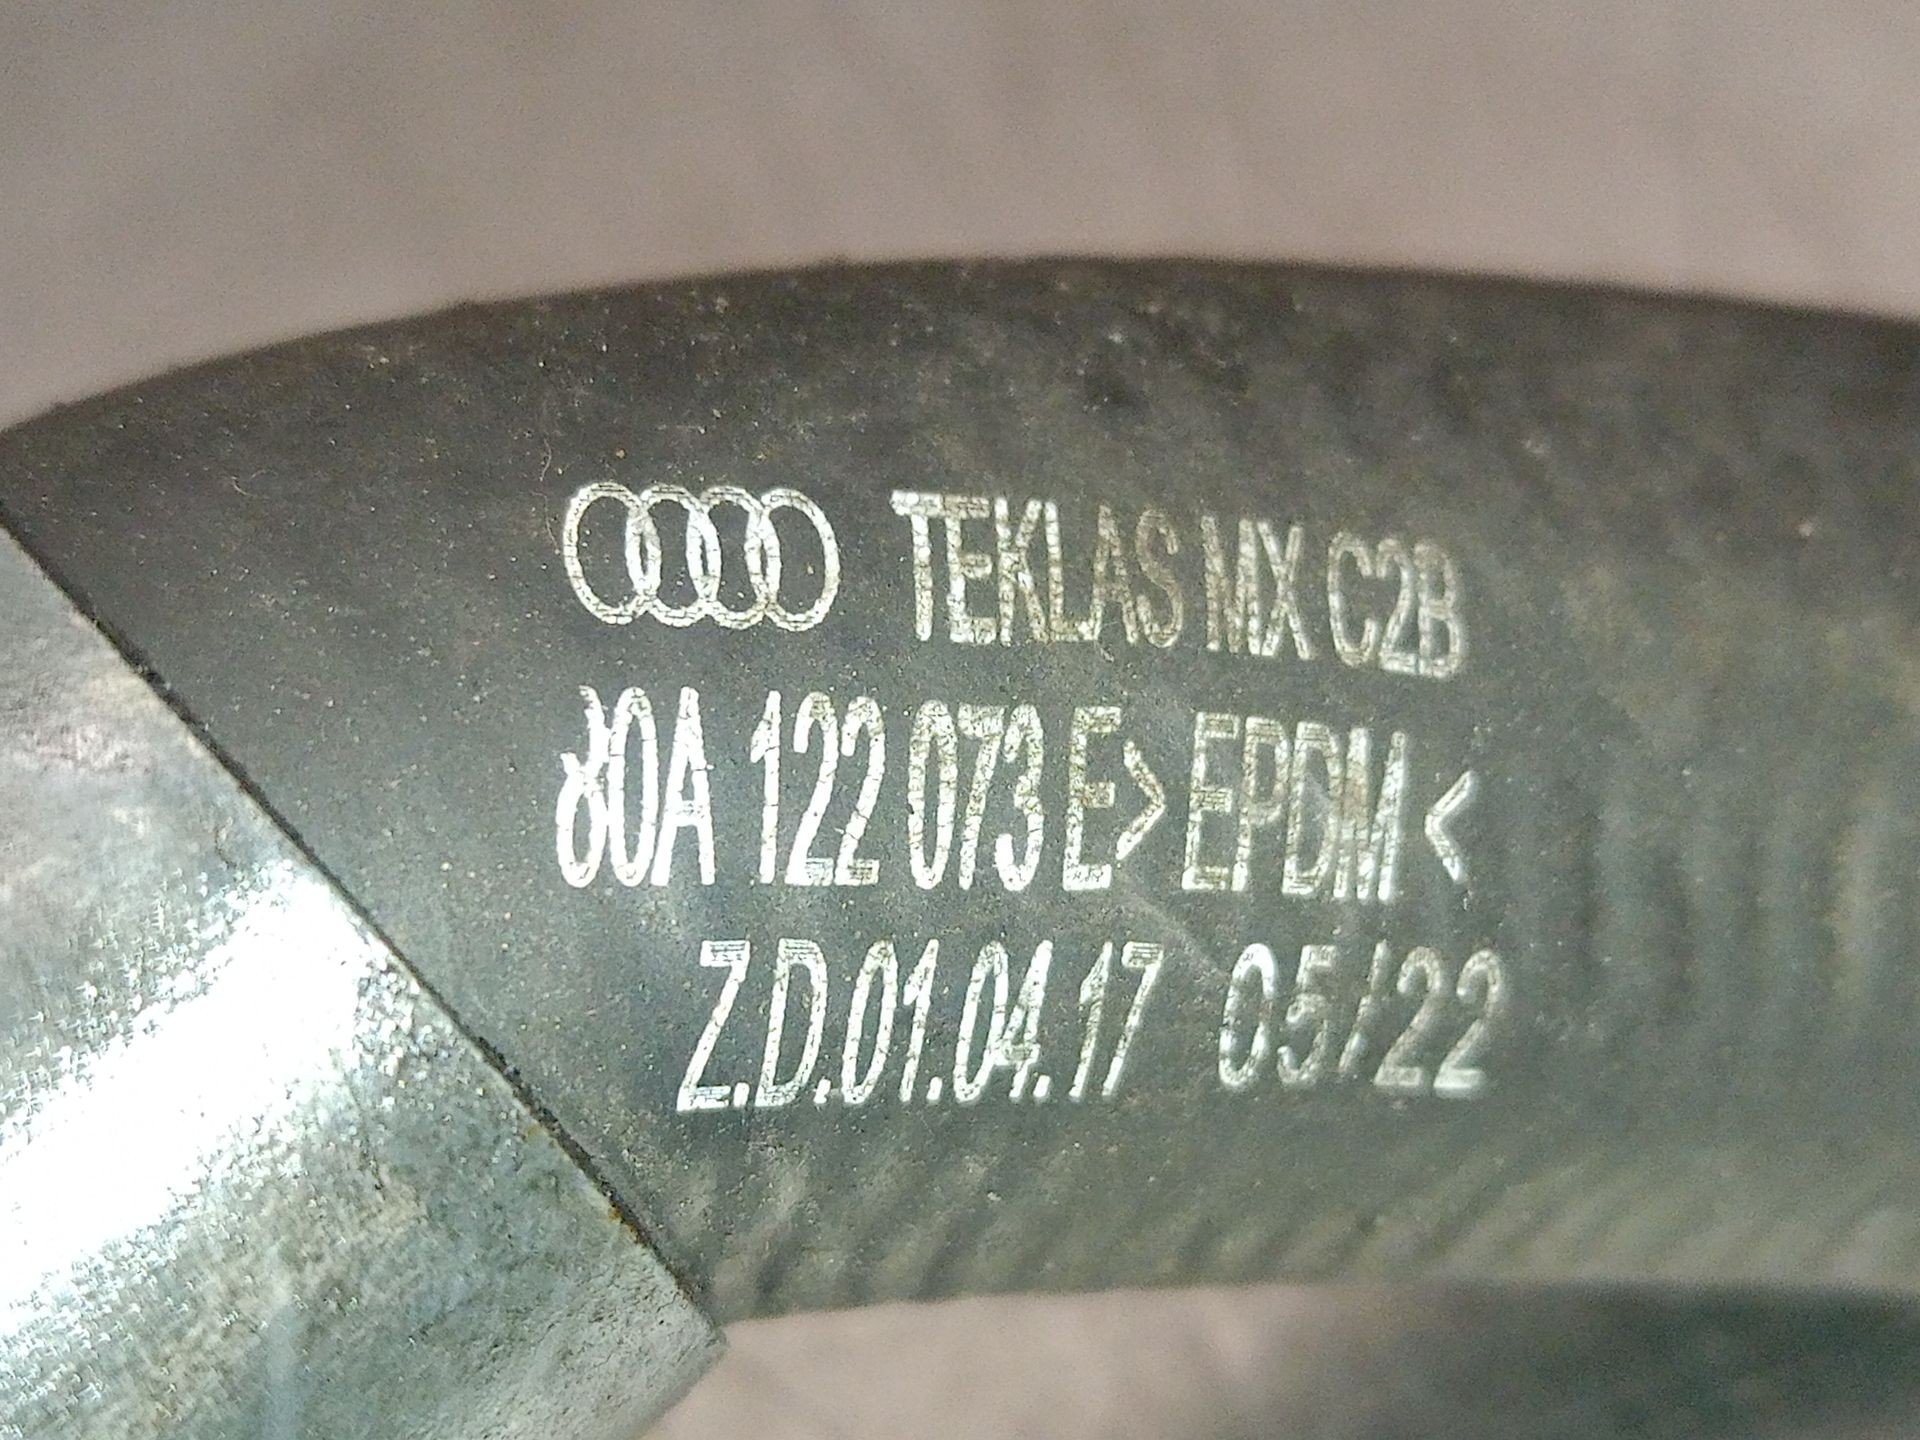 TEKLAS MX C2B
80A 122 073 E >EPDM<
Z.D.01.04.17 05/22